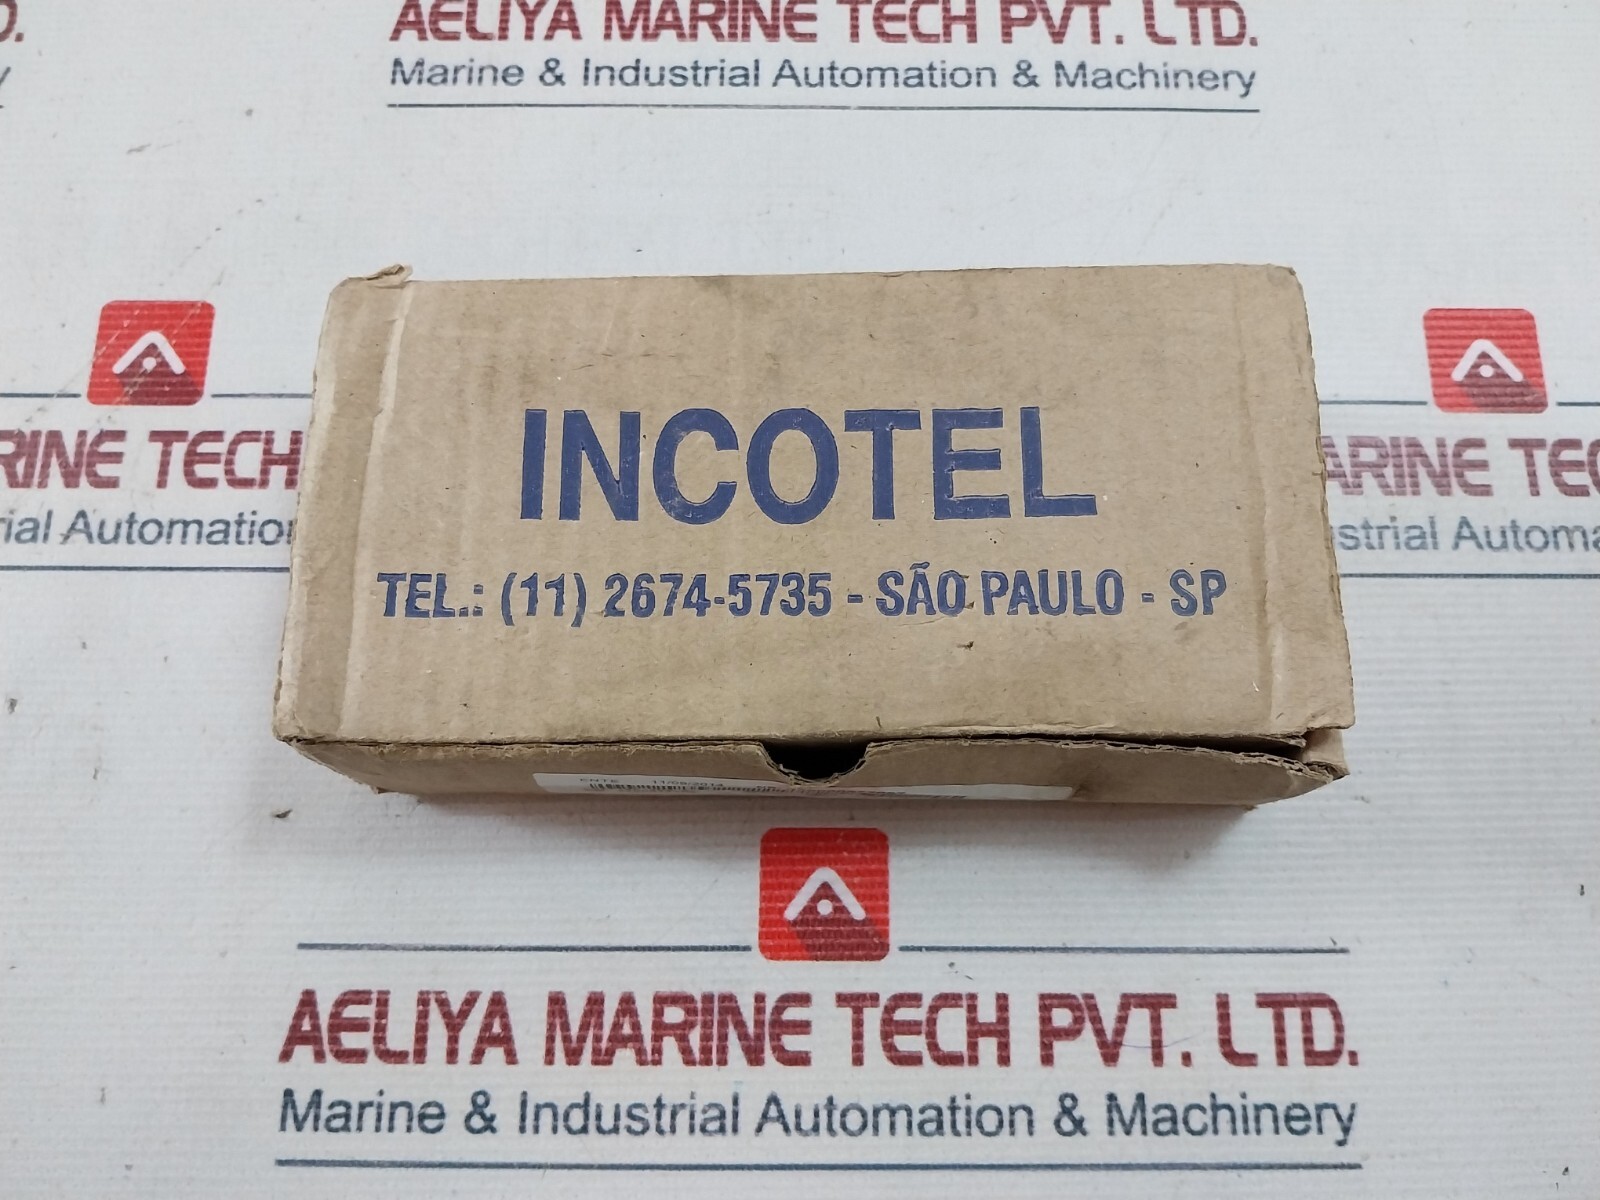 AELIYA MARINE TECH PVT. LTD.
Marine & Industrial Automation & Machinery
INCOTEL
TEL.: (11) 2674-5735 - SÃO PAULO - SP
RINE TECH
rial Automation
ARINE TEC
strial Automa
AELIYA MARINE TECH PVT. LTD.
Marine & Industrial Automation & Machinery